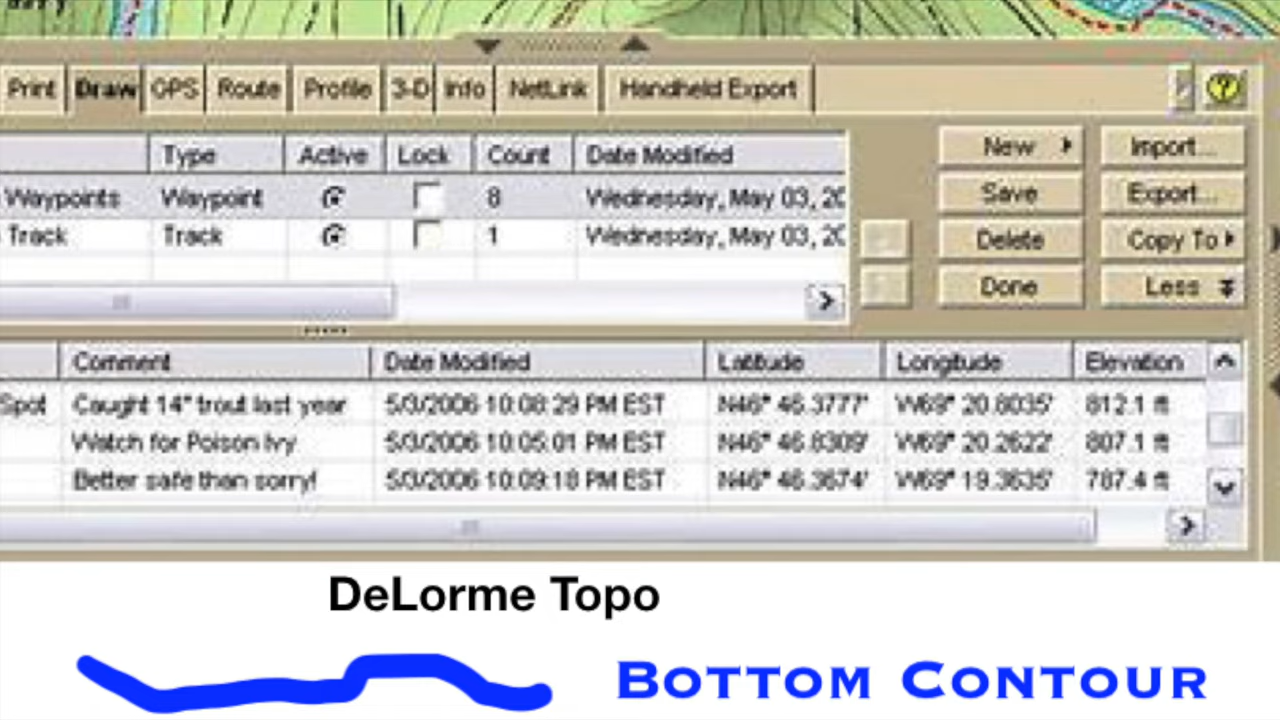 Print Draw GPS Route Profile 3-D Info NetLink Handheld Export ?
Type Active Lock Count Date Modified
Waypoints Waypoint 8 Wednesday, May 03, 20
Track Track 1 Wednesday, May 03, 20
New Import...
Save Export...
Delete Copy To
Done Less
Comment Date Modified Latitude Longitude Elevation
Spot Caught 14" trout last year 5/3/2006 10:08:29 PM EST N46° 46.3777' W69° 20.8035' 812.1 ft
Watch for Poison Ivy 5/3/2006 10:05:01 PM EST N46° 46.8309' W69° 20.2622' 807.1 ft
Better safe than sorry! 5/3/2006 10:09:18 PM EST N46° 46.3674' W69° 19.3635' 787.4 ft
DeLorme Topo
BOTTOM CONTOUR